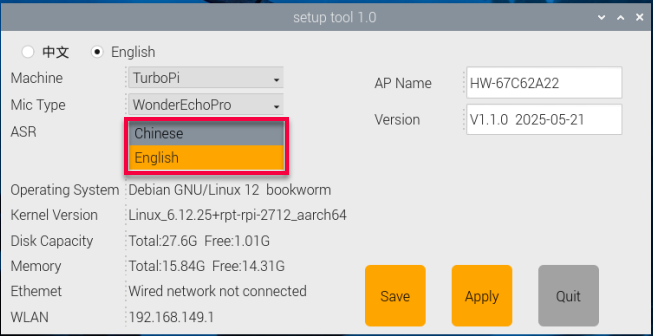 setup tool 1.0
中文 English
Machine TurboPi AP Name HW-67C62A22
Mic Type WonderEchoPro Version V1.1.0 2025-05-21
ASR Chinese
English
Operating System Debian GNU/Linux 12 bookworm
Kernel Version Linux_6.12.25+rpt-rpi-2712_aarch64
Disk Capacity Total:27.6G Free:1.01G
Memory Total:15.84G Free:14.31G
Ethemet Wired network not connected
WLAN 192.168.149.1
Save Apply Quit